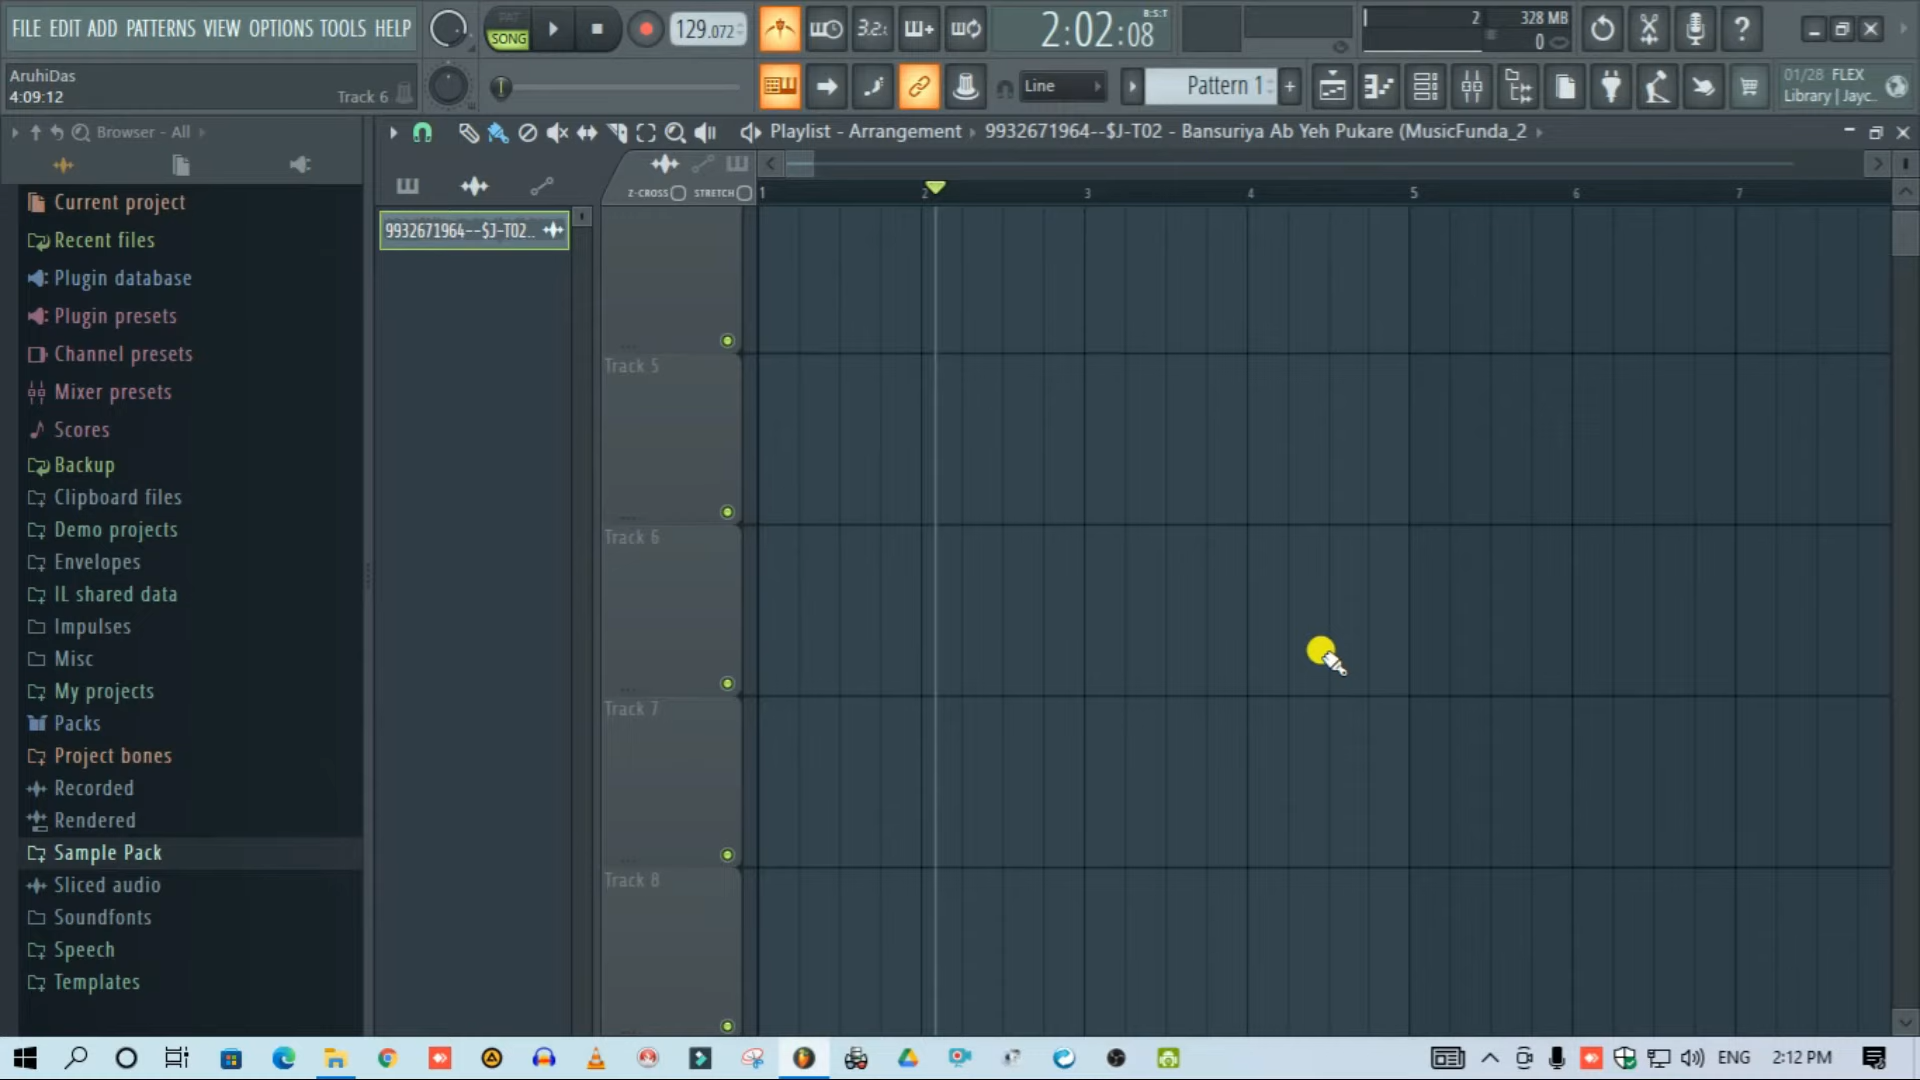 FILE EDIT ADD PATTERNS VIEW OPTIONS TOOLS HELP
PAT
SONG
129.072
3.2
2:02:08
B:S:T
2
328 MB
0
AruhiDas
4:09:12
Track 6
Line
Pattern 1
01/28 FLEX
Library | Jayc..
Browser - All
Playlist - Arrangement
9932671964--$J-T02 - Bansuriya Ab Yeh Pukare (MusicFunda_2
Z-CROSS
STRETCH
1
2
3
4
5
6
7
9932671964--$J-T02..
Current project
Recent files
Plugin database
Plugin presets
Channel presets
Mixer presets
Scores
Backup
Clipboard files
Demo projects
Envelopes
IL shared data
Impulses
Misc
My projects
Packs
Project bones
Recorded
Rendered
Sample Pack
Sliced audio
Soundfonts
Speech
Templates
Track 5
Track 6
Track 7
Track 8
ENG
2:12 PM